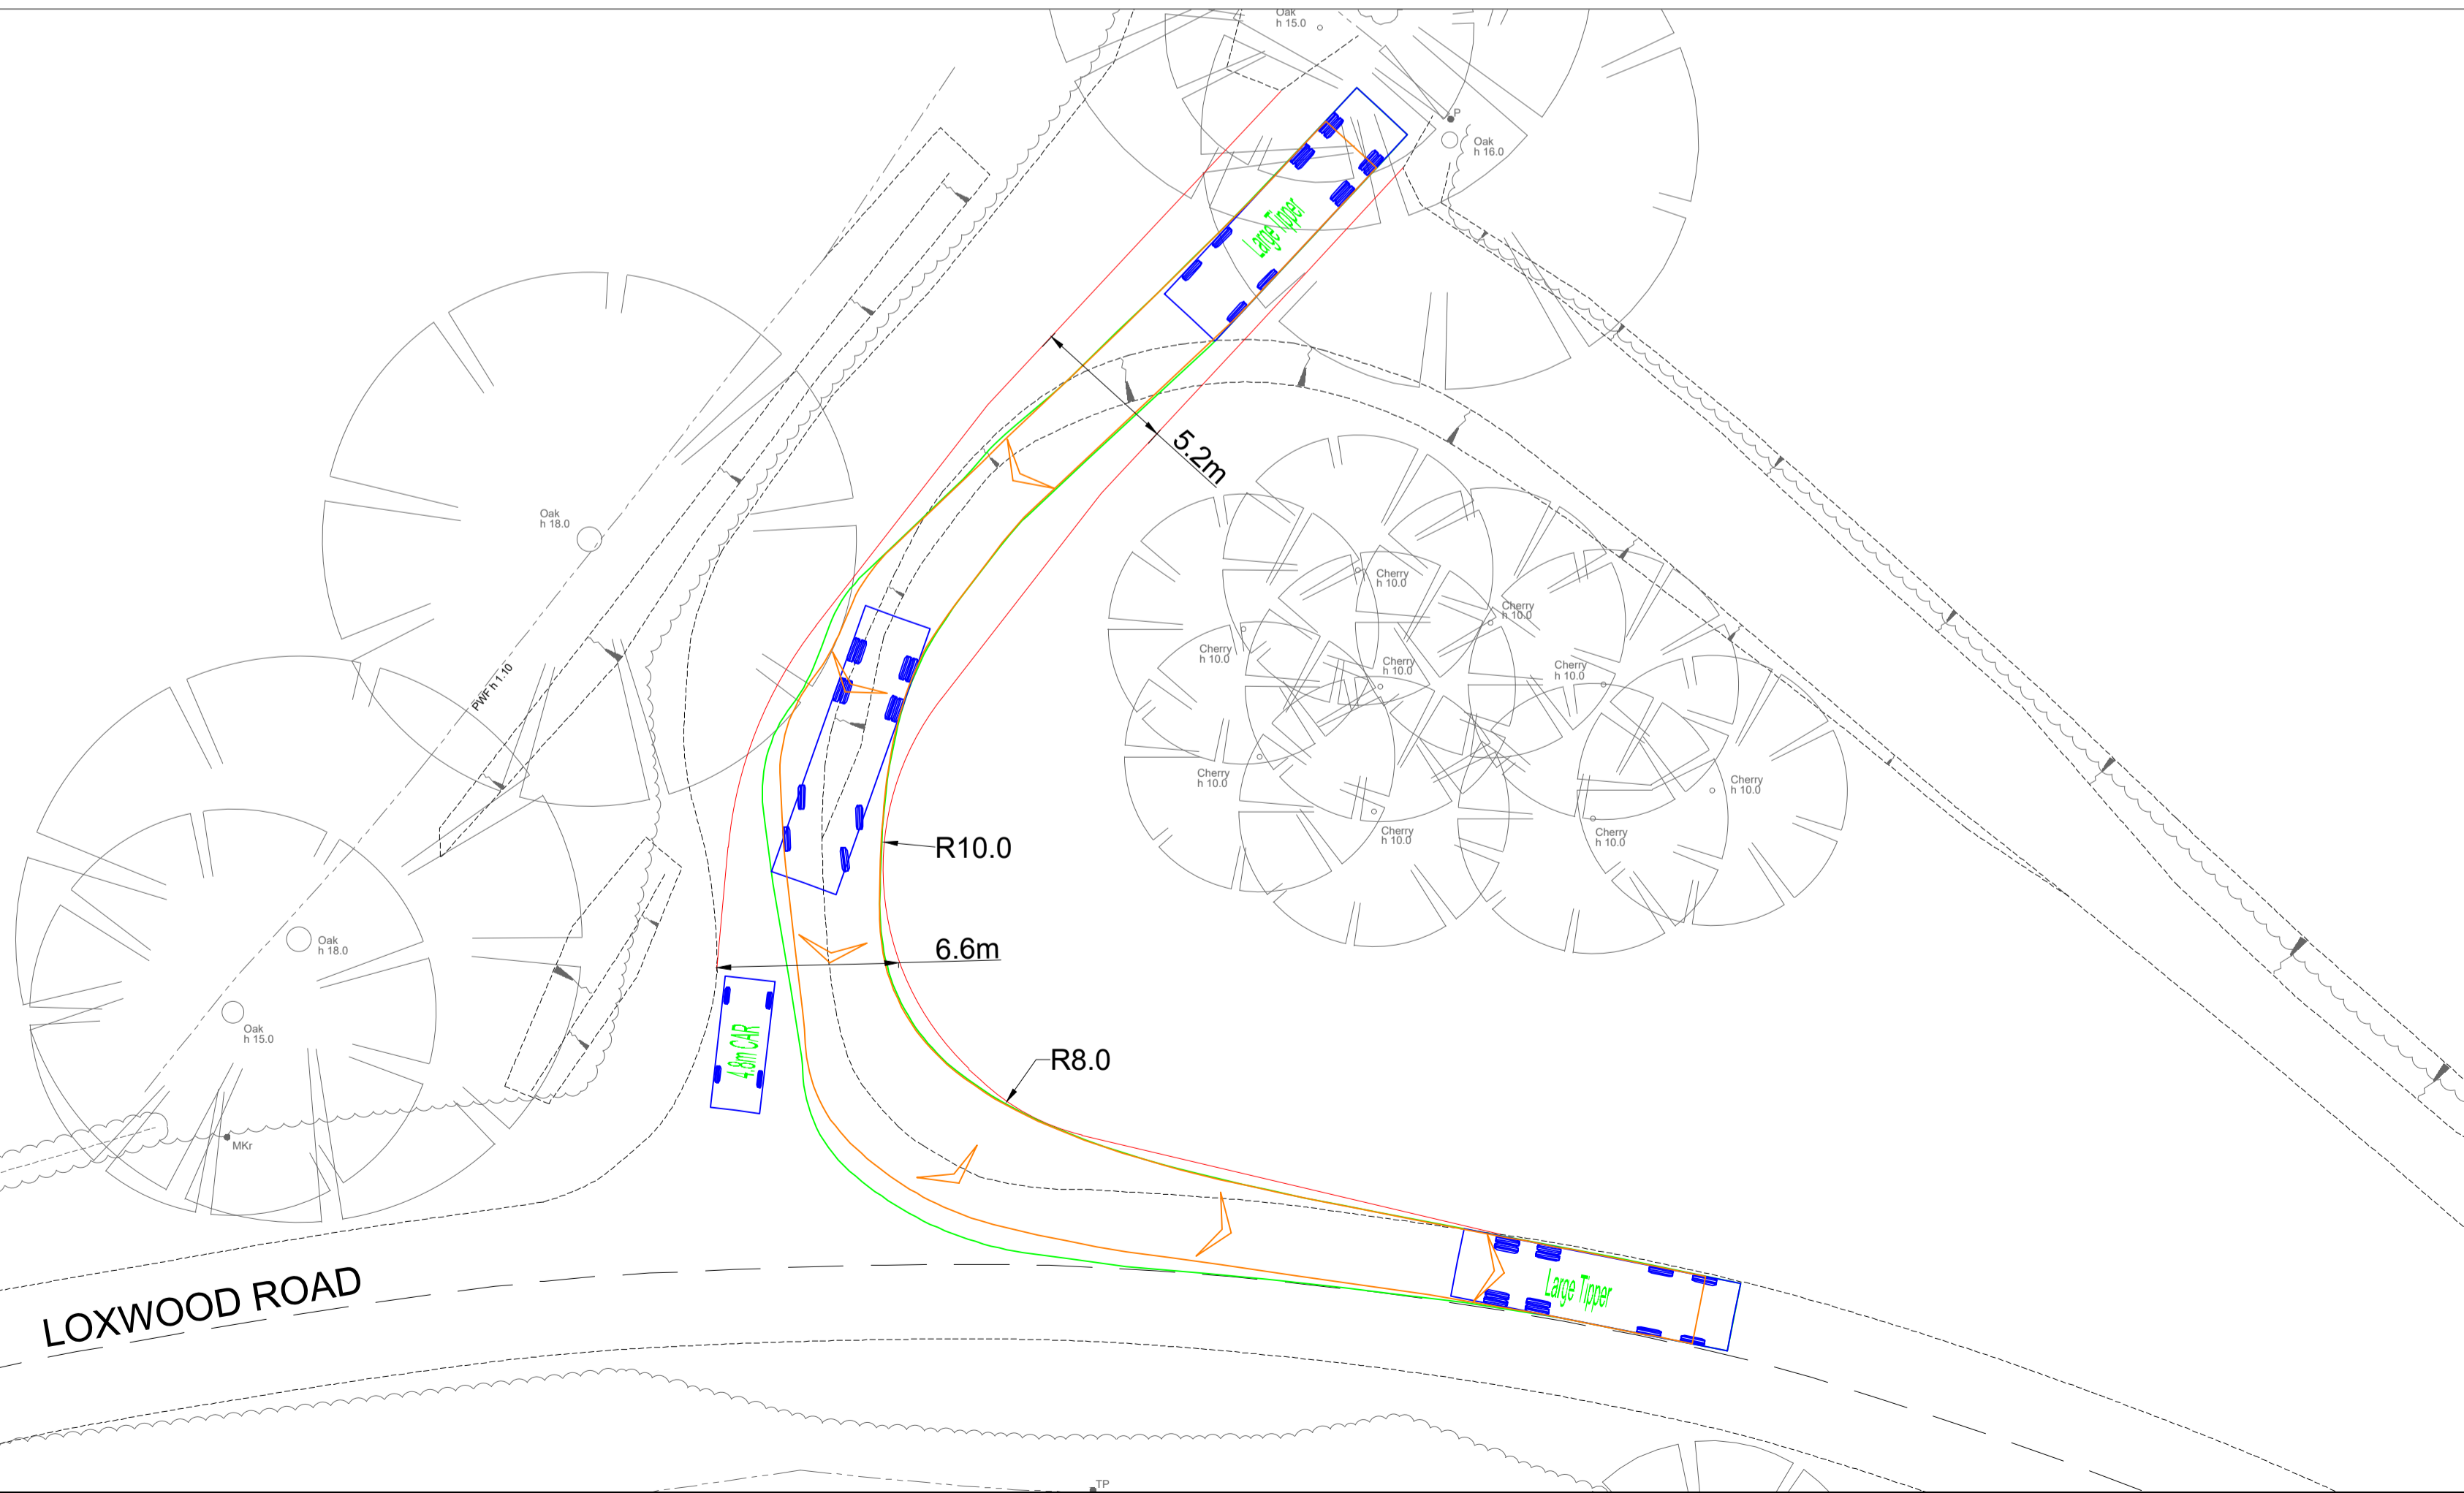 Oak
h 15.0
P
Oak
h 16.0
Large Tipper
5.2m
Oak
h 18.0
Cherry
h 10.0
Cherry
h 10.0
Cherry
h 10.0
Cherry
h 10.0
Cherry
h 10.0
PWF h 1.10
Cherry
h 10.0
Cherry
h 10.0
Cherry
h 10.0
Cherry
h 10.0
R10.0
Oak
h 18.0
6.6m
Oak
h 15.0
4.8m CAR
R8.0
MKr
Large Tipper
LOXWOOD ROAD
TP